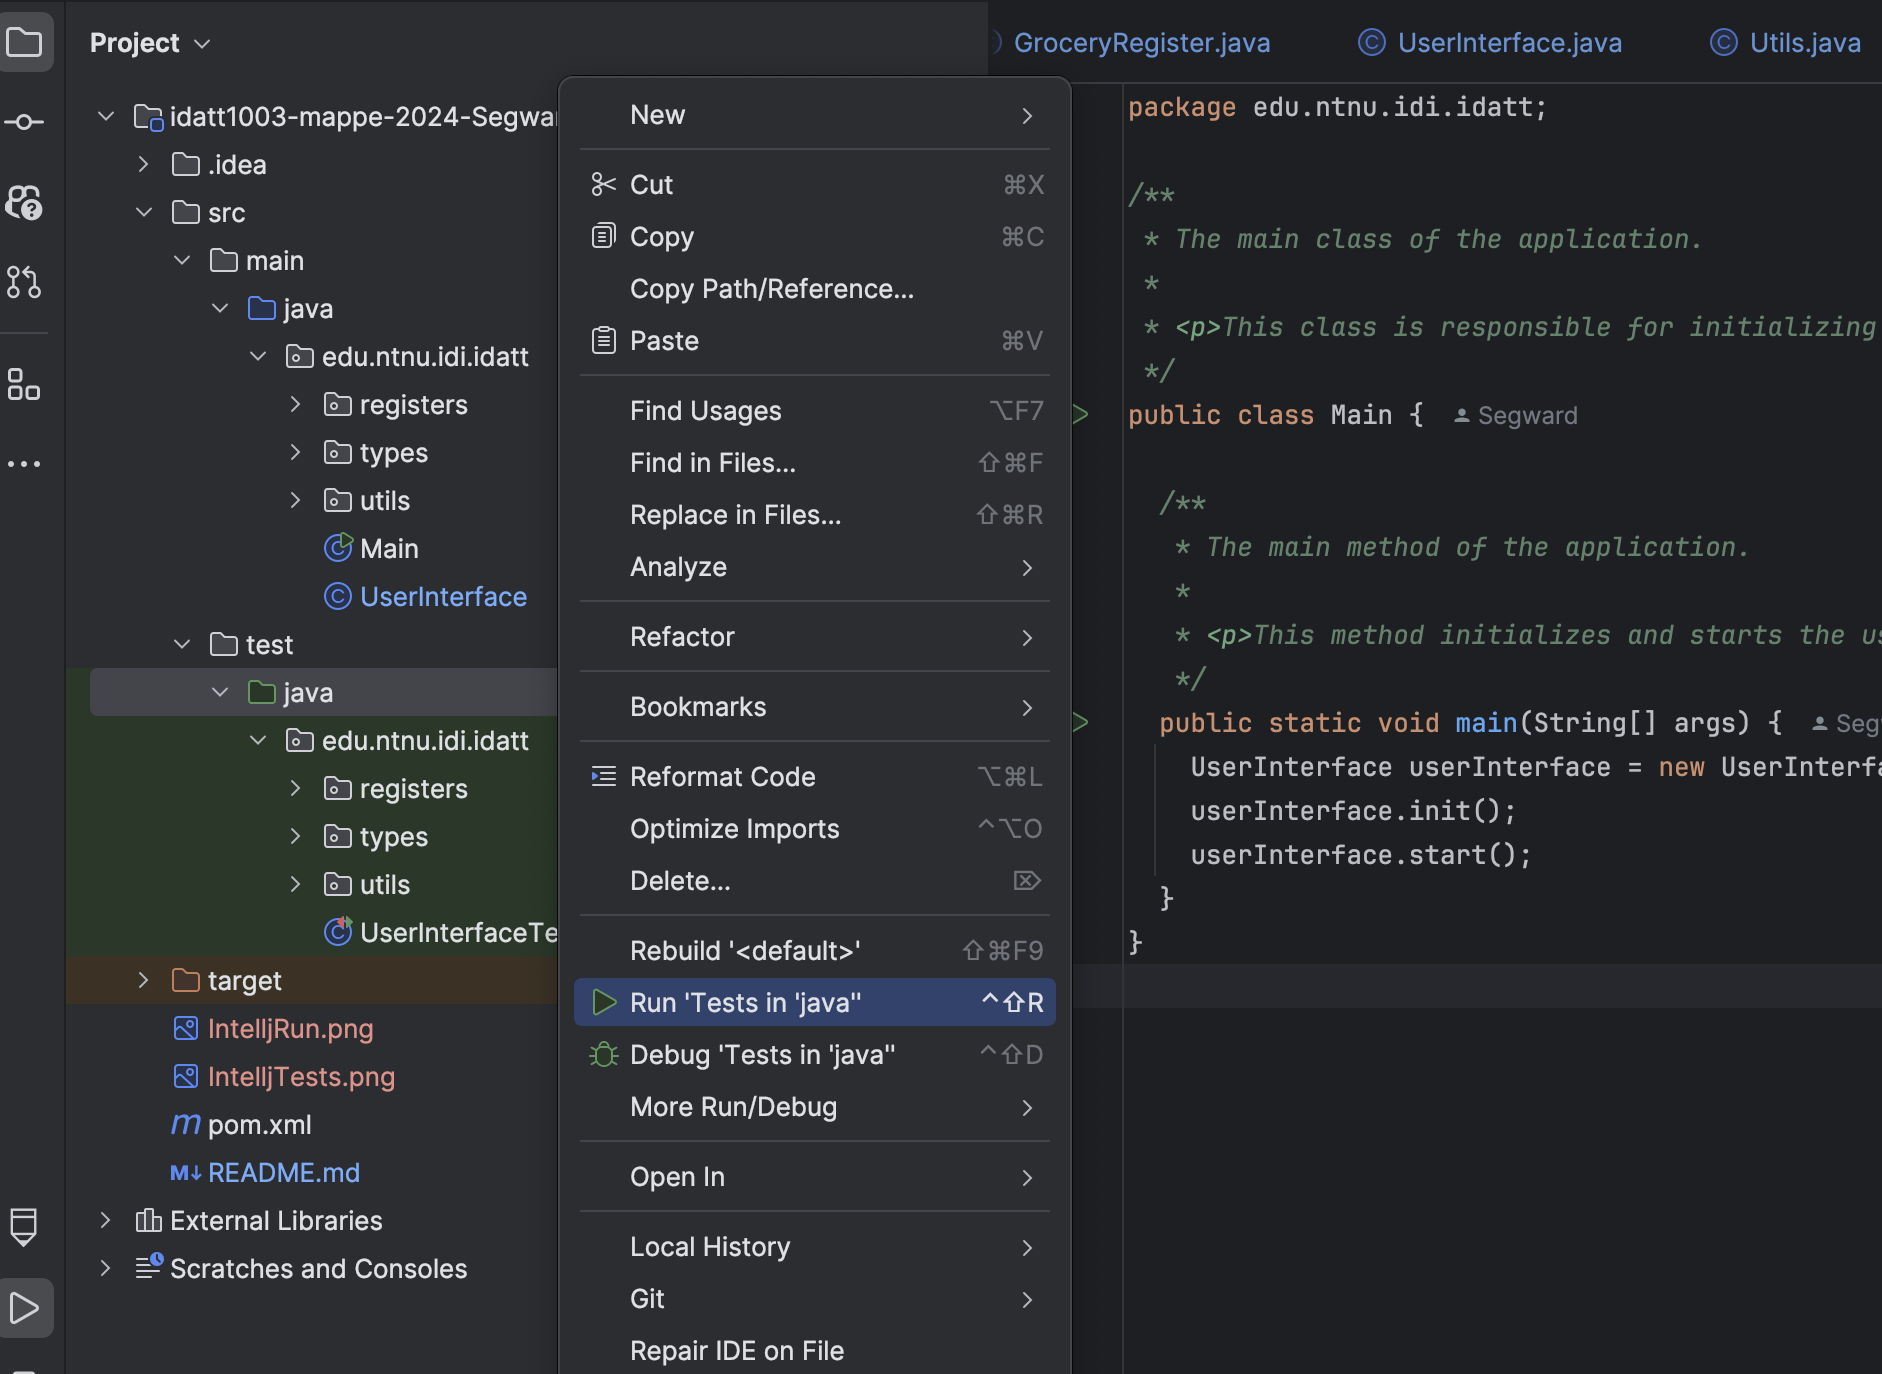 Project
idatt1003-mappe-2024-Segwar
.idea
src
main
java
edu.ntnu.idi.idatt
registers
types
utils
Main
UserInterface
test
java
edu.ntnu.idi.idatt
registers
types
utils
UserInterfaceTe
target
IntelljRun.png
IntelljTests.png
pom.xml
README.md
External Libraries
Scratches and Consoles
New
Cut ⌘X
Copy ⌘C
Copy Path/Reference...
Paste ⌘V
Find Usages ⌥F7
Find in Files... ⇧⌘F
Replace in Files... ⇧⌘R
Analyze
Refactor
Bookmarks
Reformat Code ⌥⌘L
Optimize Imports ⌃⌥O
Delete... ⌦
Rebuild '<default>' ⇧⌘F9
Run 'Tests in 'java'' ⌃⇧R
Debug 'Tests in 'java'' ⌃⇧D
More Run/Debug
Open In
Local History
Git
Repair IDE on File
GroceryRegister.java UserInterface.java Utils.java
package edu.ntnu.idi.idatt;
/**
* The main class of the application.
*
* <p>This class is responsible for initializing
*/
public class Main { Segward
/**
* The main method of the application.
*
* <p>This method initializes and starts the us
*/
public static void main(String[] args) { Seg
UserInterface userInterface = new UserInterfa
userInterface.init();
userInterface.start();
}
}